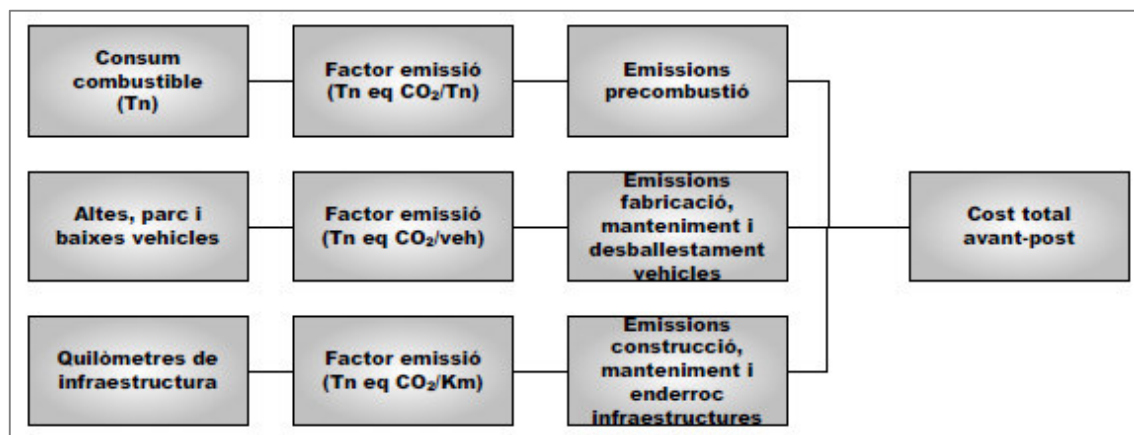 Consum
combustible
(Tn)
Factor emissió
(Tn eq CO₂/Tn)
Emissions
precombustió
Altes, parc i
baixes vehicles
Factor emissió
(Tn eq CO₂/veh)
Emissions
fabricació,
manteniment i
desballestament
vehicles
Cost total
avant-post
Quilòmetres de
infraestructura
Factor emissió
(Tn eq CO₂/Km)
Emissions
construcció,
manteniment i
enderroc
infraestructures